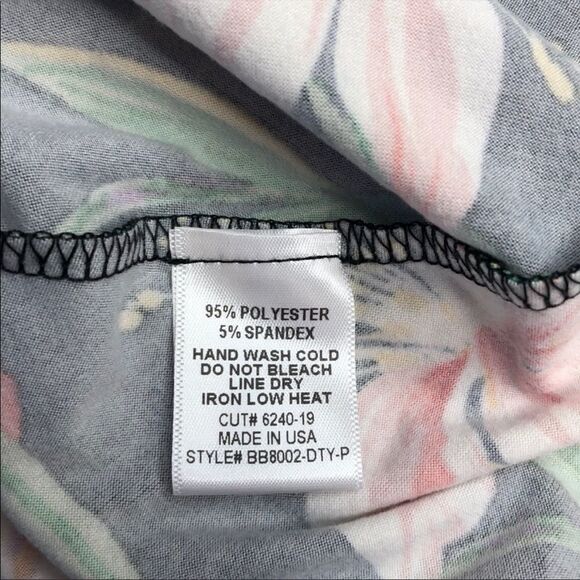 95% POLYESTER
5% SPANDEX
HAND WASH COLD
DO NOT BLEACH
LINE DRY
IRON LOW HEAT
CUT# 6240-19
MADE IN USA
STYLE# BB8002-DTY-P